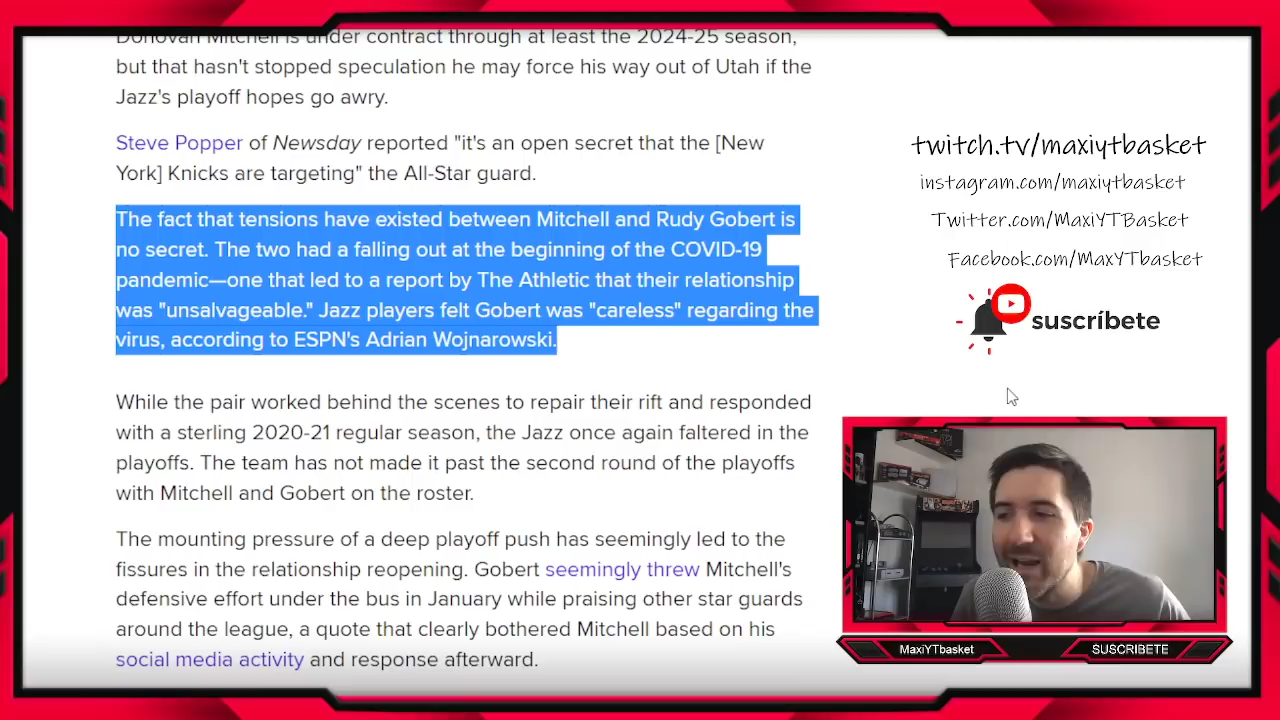 Donovan Mitchell is under contract through at least the 2024-25 season,
but that hasn't stopped speculation he may force his way out of Utah if the
Jazz's playoff hopes go awry.
Steve Popper of Newsday reported "it's an open secret that the [New
York] Knicks are targeting" the All-Star guard.
The fact that tensions have existed between Mitchell and Rudy Gobert is
no secret. The two had a falling out at the beginning of the COVID-19
pandemic—one that led to a report by The Athletic that their relationship
was "unsalvageable." Jazz players felt Gobert was "careless" regarding the
virus, according to ESPN's Adrian Wojnarowski.
While the pair worked behind the scenes to repair their rift and responded
with a sterling 2020-21 regular season, the Jazz once again faltered in the
playoffs. The team has not made it past the second round of the playoffs
with Mitchell and Gobert on the roster.
The mounting pressure of a deep playoff push has seemingly led to the
fissures in the relationship reopening. Gobert seemingly threw Mitchell's
defensive effort under the bus in January while praising other star guards
around the league, a quote that clearly bothered Mitchell based on his
social media activity and response afterward.
twitch.tv/maxiytbasket
instagram.com/maxiytbasket
Twitter.com/MaxiYTBasket
Facebook.com/MaxYTbasket
suscríbete
MaxiYTbasket
SUSCRIBETE